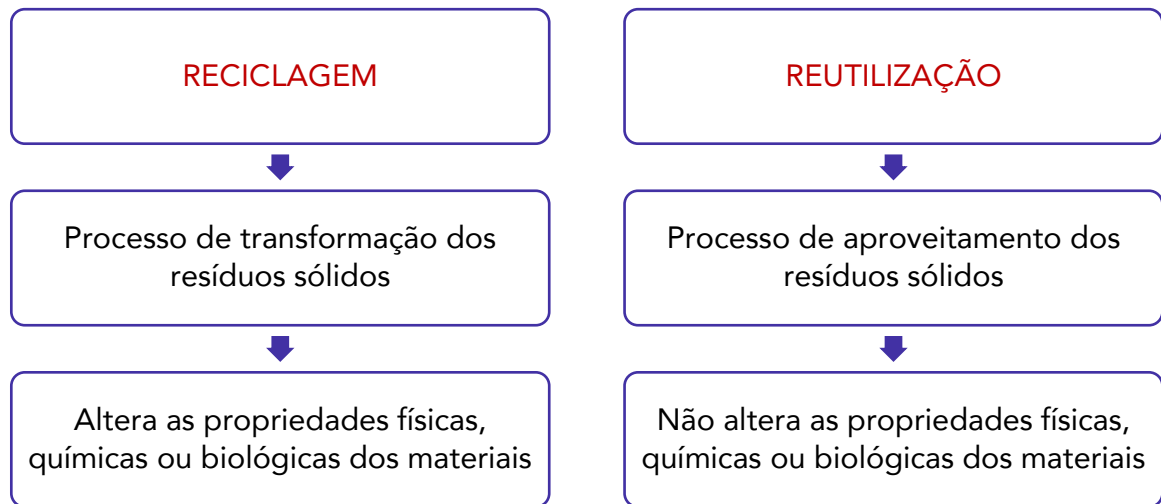 RECICLAGEM
Processo de transformação dos
resíduos sólidos
Altera as propriedades físicas,
químicas ou biológicas dos materiais
REUTILIZAÇÃO
Processo de aproveitamento dos
resíduos sólidos
Não altera as propriedades físicas,
químicas ou biológicas dos materiais